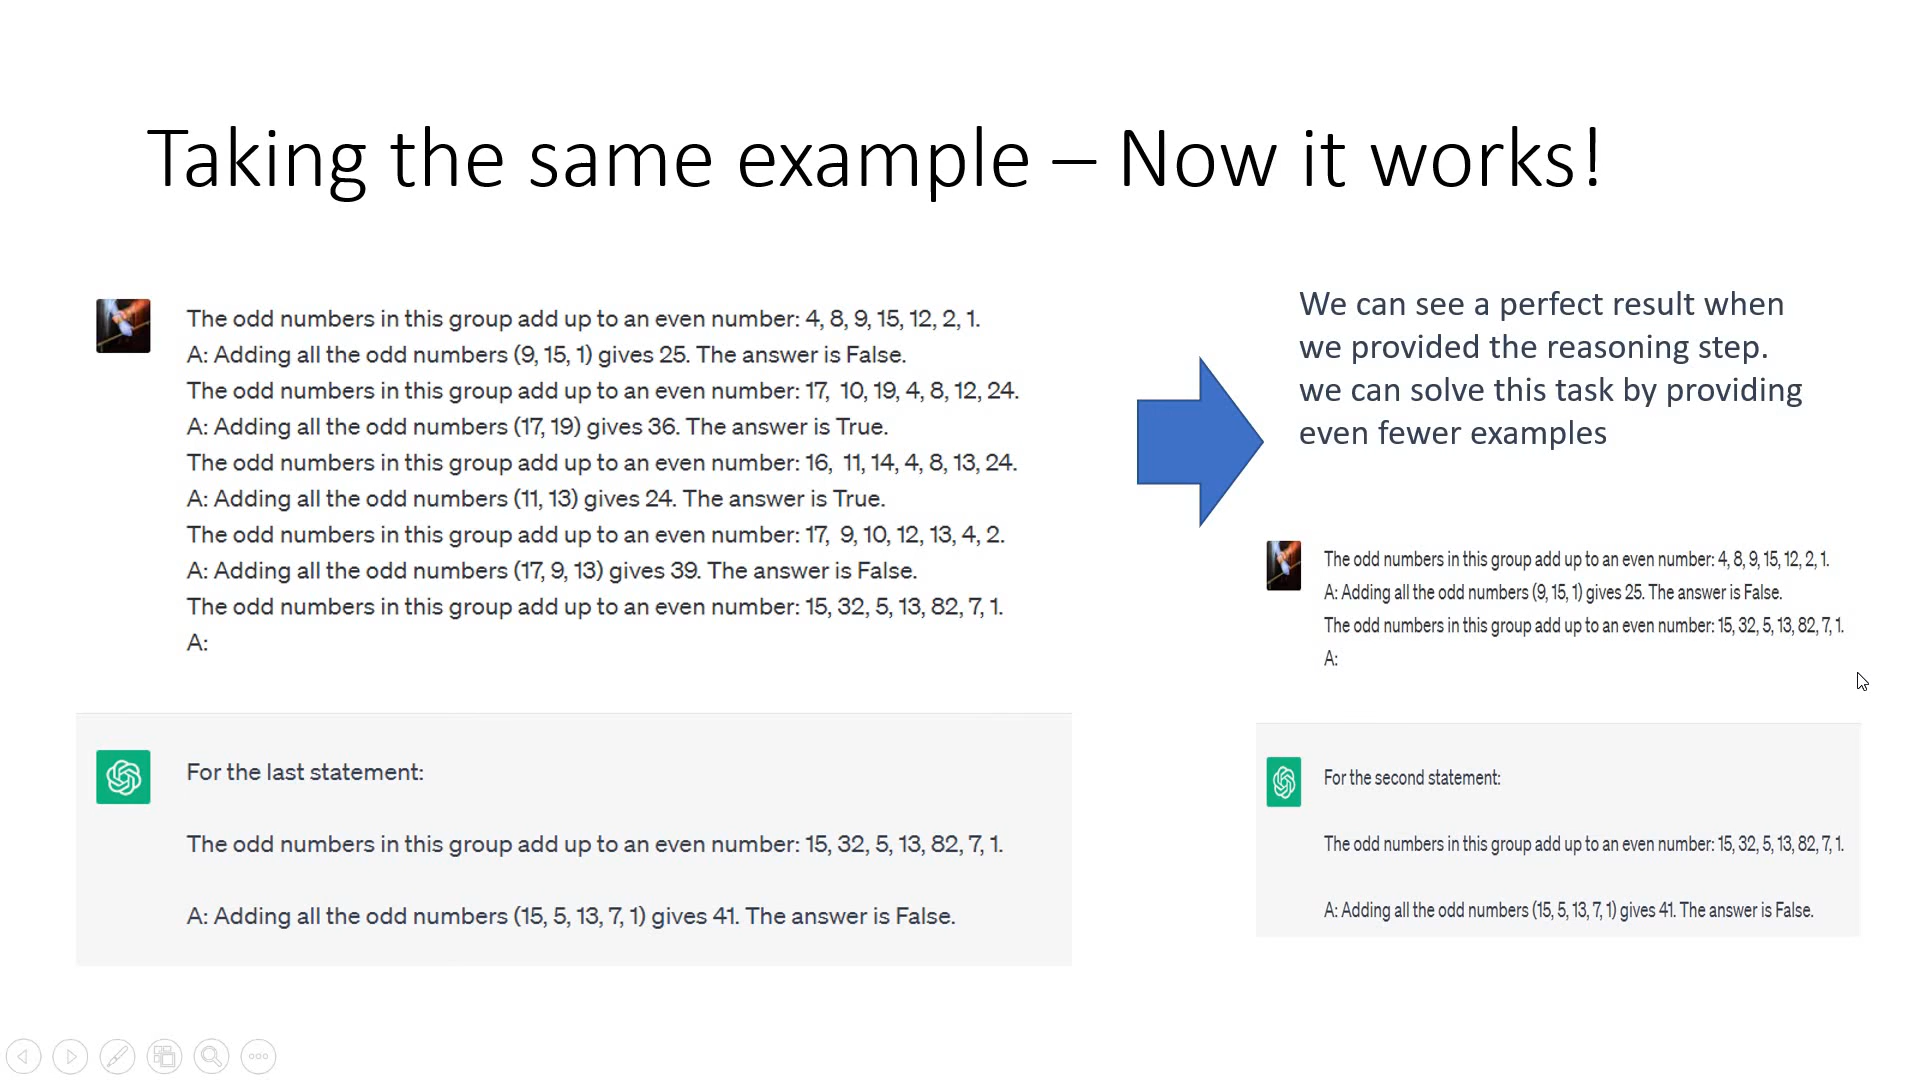 Taking the same example – Now it works!
The odd numbers in this group add up to an even number: 4, 8, 9, 15, 12, 2, 1.
A: Adding all the odd numbers (9, 15, 1) gives 25. The answer is False.
The odd numbers in this group add up to an even number: 17,  10, 19, 4, 8, 12, 24.
A: Adding all the odd numbers (17, 19) gives 36. The answer is True.
The odd numbers in this group add up to an even number: 16,  11, 14, 4, 8, 13, 24.
A: Adding all the odd numbers (11, 13) gives 24. The answer is True.
The odd numbers in this group add up to an even number: 17,  9, 10, 12, 13, 4, 2.
A: Adding all the odd numbers (17, 9, 13) gives 39. The answer is False.
The odd numbers in this group add up to an even number: 15, 32, 5, 13, 82, 7, 1.
A:
For the last statement:
The odd numbers in this group add up to an even number: 15, 32, 5, 13, 82, 7, 1.
A: Adding all the odd numbers (15, 5, 13, 7, 1) gives 41. The answer is False.
We can see a perfect result when
we provided the reasoning step.
we can solve this task by providing
even fewer examples
The odd numbers in this group add up to an even number: 4, 8, 9, 15, 12, 2, 1.
A: Adding all the odd numbers (9, 15, 1) gives 25. The answer is False.
The odd numbers in this group add up to an even number: 15, 32, 5, 13, 82, 7, 1.
A:
For the second statement:
The odd numbers in this group add up to an even number: 15, 32, 5, 13, 82, 7, 1.
A: Adding all the odd numbers (15, 5, 13, 7, 1) gives 41. The answer is False.